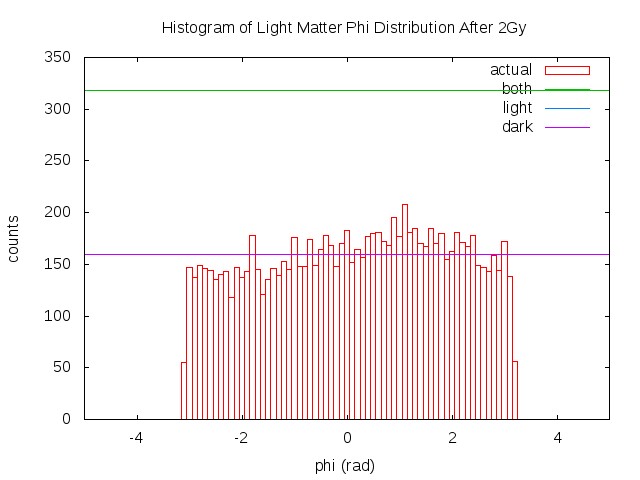 Histogram of Light Matter Phi Distribution After 2Gy
350
300
250
200
150
100
50
0
counts
actual
both
light
dark
-4 -2 0 2 4
phi (rad)